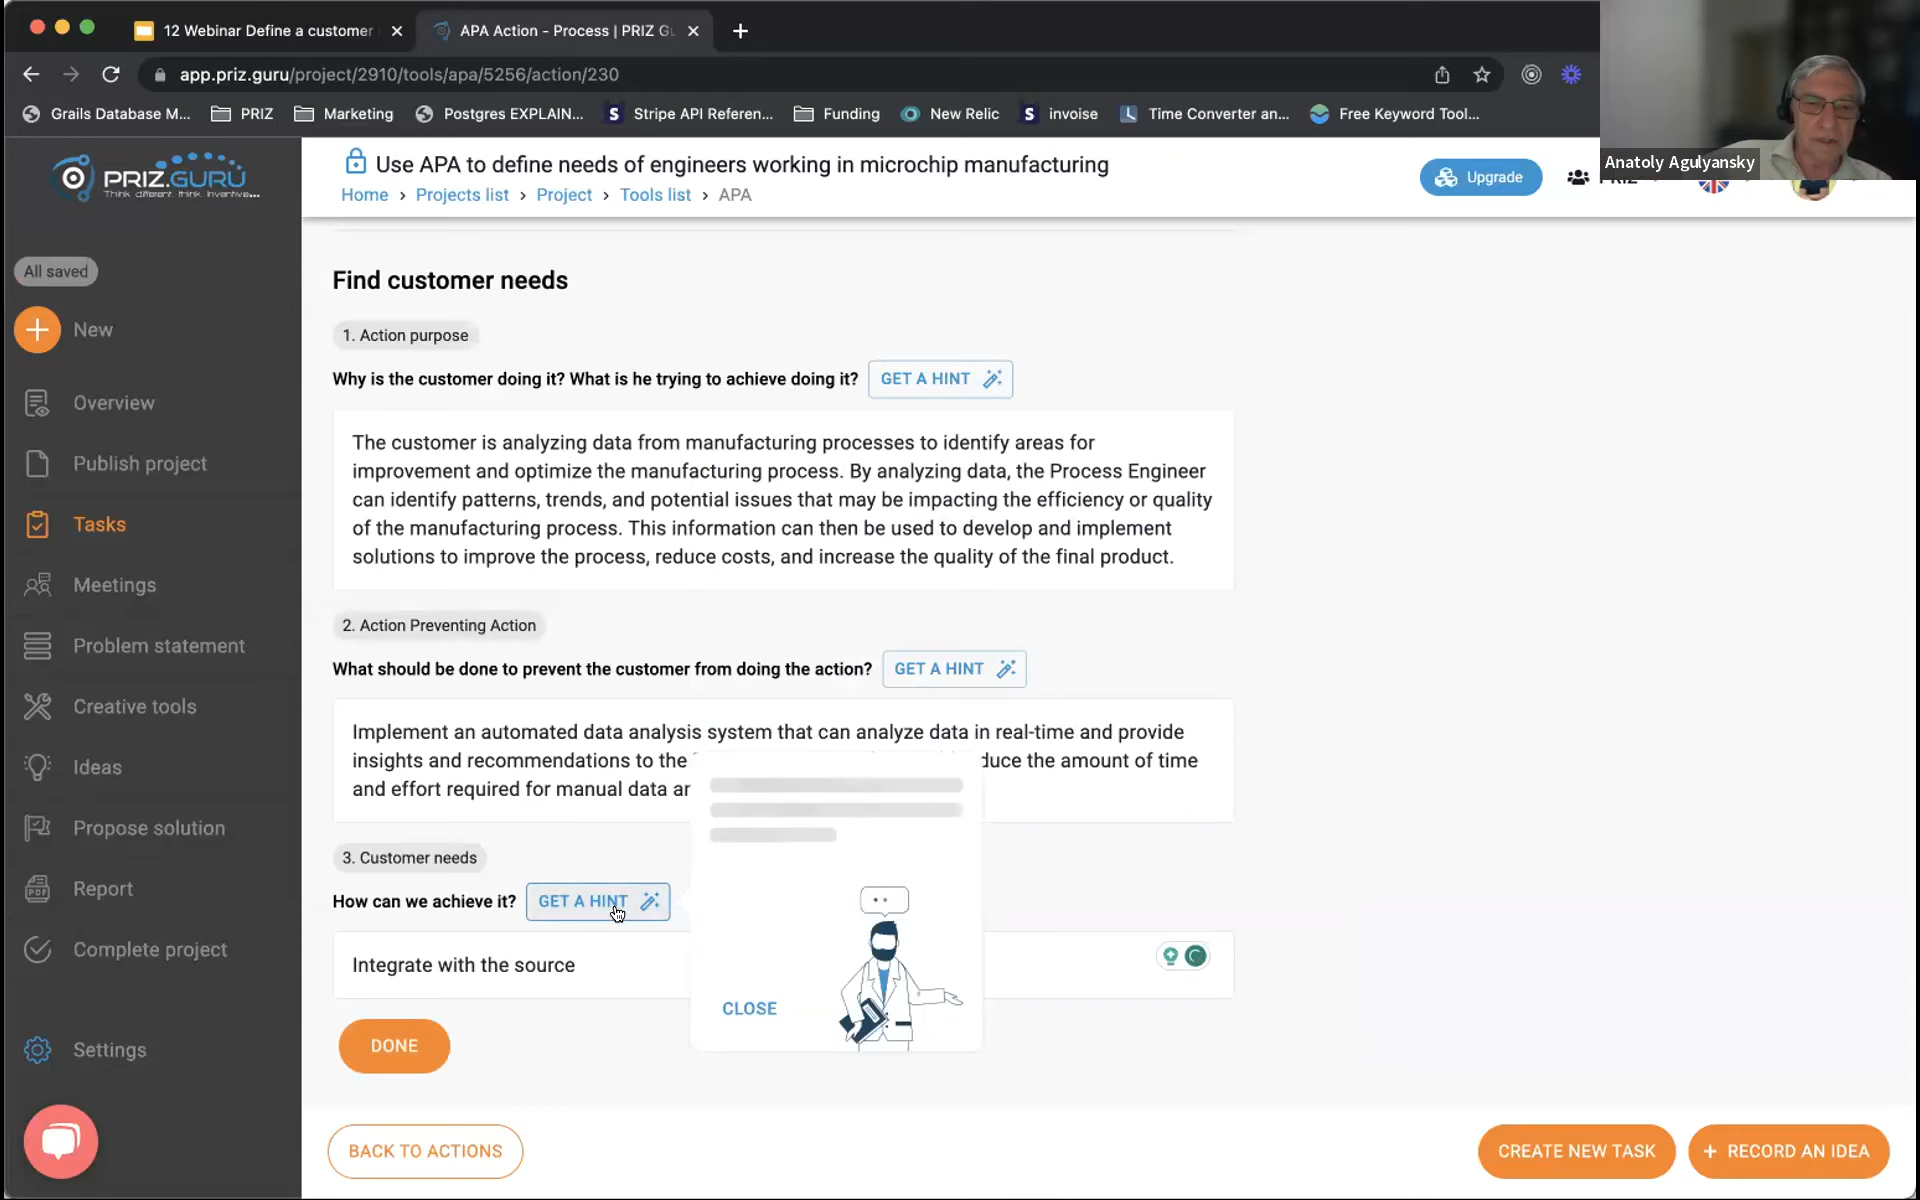 12 Webinar Define a customer
APA Action - Process | PRIZ Gu
app.priz.guru/project/2910/tools/apa/5256/action/230
Grails Database M...
PRIZ
Marketing
Postgres EXPLAIN...
Stripe API Referen...
Funding
New Relic
invoise
Time Converter an...
Free Keyword Tool...
Anatoly Agulyansky
PRIZ.GURU
Think different, think inventive...
Use APA to define needs of engineers working in microchip manufacturing
Home > Projects list > Project > Tools list > APA
Upgrade
PRIZ
All saved
New
Overview
Publish project
Tasks
Meetings
Problem statement
Creative tools
Ideas
Propose solution
Report
Complete project
Settings
Find customer needs
1. Action purpose
Why is the customer doing it? What is he trying to achieve doing it?
GET A HINT
The customer is analyzing data from manufacturing processes to identify areas for
improvement and optimize the manufacturing process. By analyzing data, the Process Engineer
can identify patterns, trends, and potential issues that may be impacting the efficiency or quality
of the manufacturing process. This information can then be used to develop and implement
solutions to improve the process, reduce costs, and increase the quality of the final product.
2. Action Preventing Action
What should be done to prevent the customer from doing the action?
GET A HINT
Implement an automated data analysis system that can analyze data in real-time and provide
insights and recommendations to the duce the amount of time
and effort required for manual data ar
3. Customer needs
How can we achieve it?
GET A HINT
Integrate with the source
CLOSE
DONE
BACK TO ACTIONS
CREATE NEW TASK
+ RECORD AN IDEA